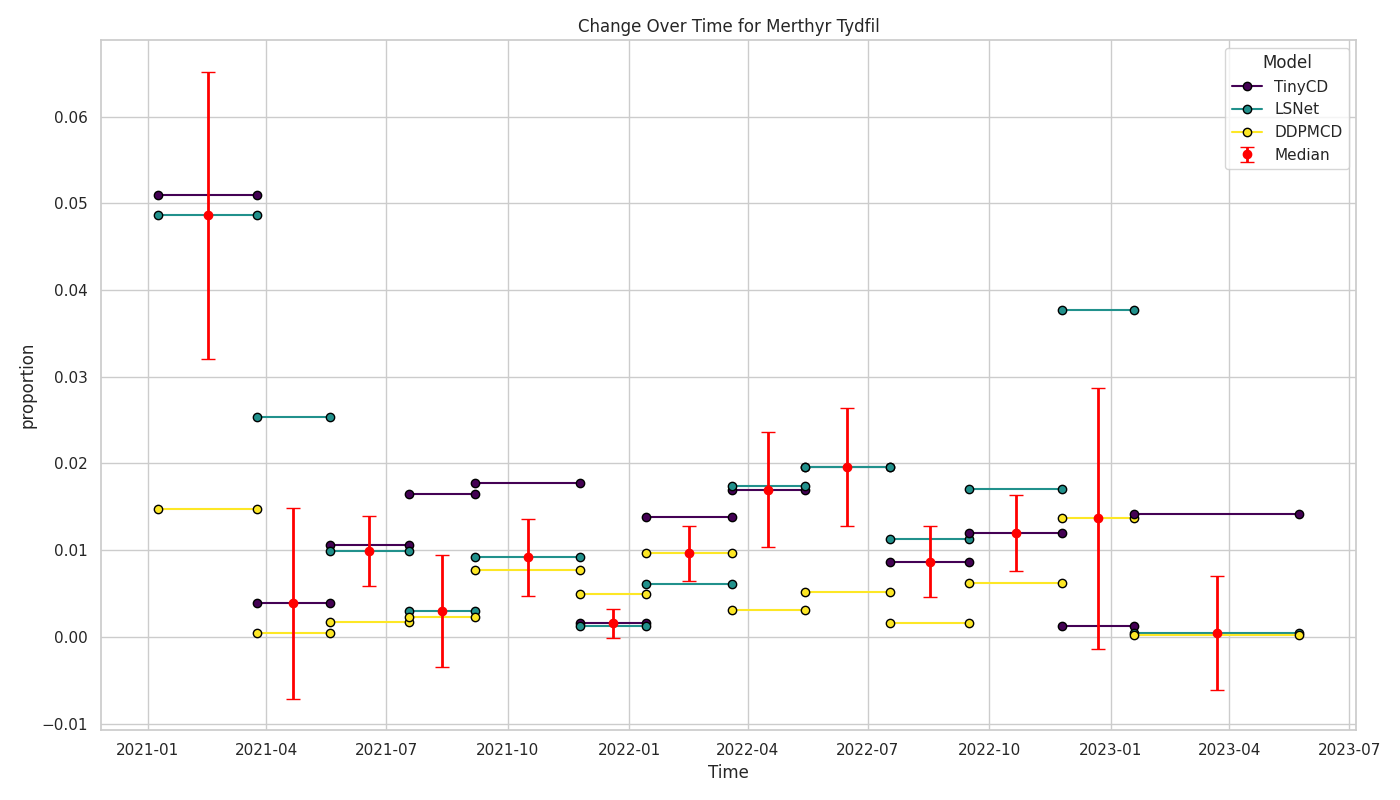 Change Over Time for Merthyr Tydfil
Model
TinyCD
LSNet
DDPMCD
Median
proportion
0.06
0.05
0.04
0.03
0.02
0.01
0.00
−0.01
2021-01 2021-04 2021-07 2021-10 2022-01 2022-04 2022-07 2022-10 2023-01 2023-04 2023-07
Time